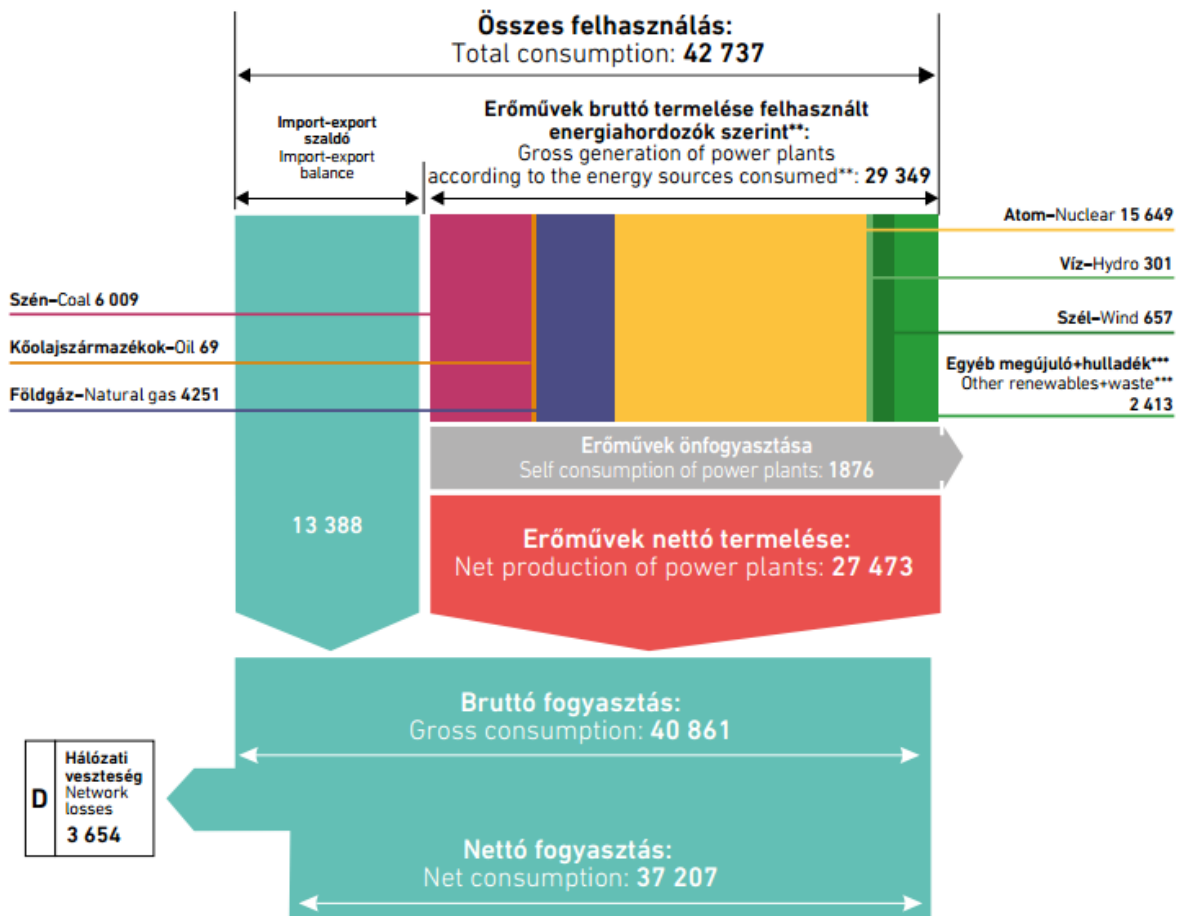 Összes felhasználás:
Total consumption: 42 737
Import-export
szaldó
Import-export
balance
Erőművek bruttó termelése felhasznált
energiahordozók szerint**:
Gross generation of power plants
according to the energy sources consumed**: 29 349
Szén–Coal 6 009
Kőolajszármazékok–Oil 69
Földgáz–Natural gas 4251
Atom–Nuclear 15 649
Víz–Hydro 301
Szél–Wind 657
Egyéb megújuló+hulladék***
Other renewables+waste***
2 413
Erőművek önfogyasztása
Self consumption of power plants: 1876
13 388
Erőművek nettó termelése:
Net production of power plants: 27 473
Bruttó fogyasztás:
Gross consumption: 40 861
D
Hálózati
veszteség
Network
losses
3 654
Nettó fogyasztás:
Net consumption: 37 207